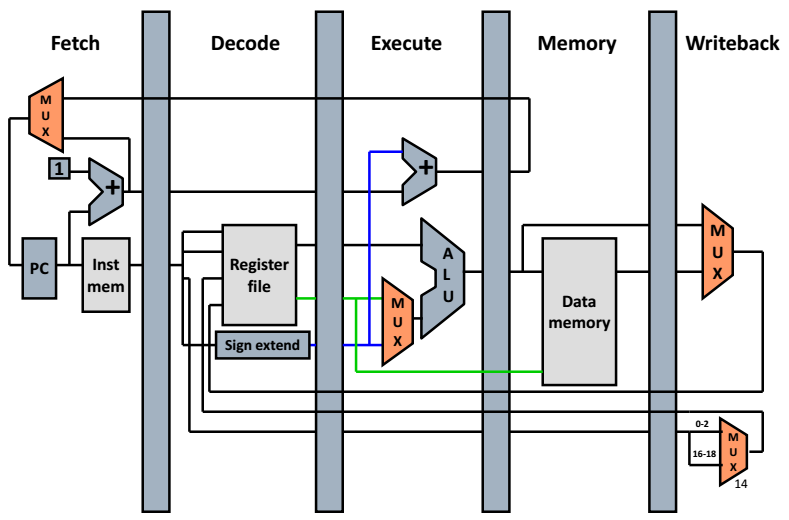 Fetch
Decode
Execute
Memory
Writeback
M
U
X
1
+
+
PC
Inst
mem
Register
file
Sign extend
M
U
X
A
L
U
Data
memory
M
U
X
0-2
16-18
M
U
X
14